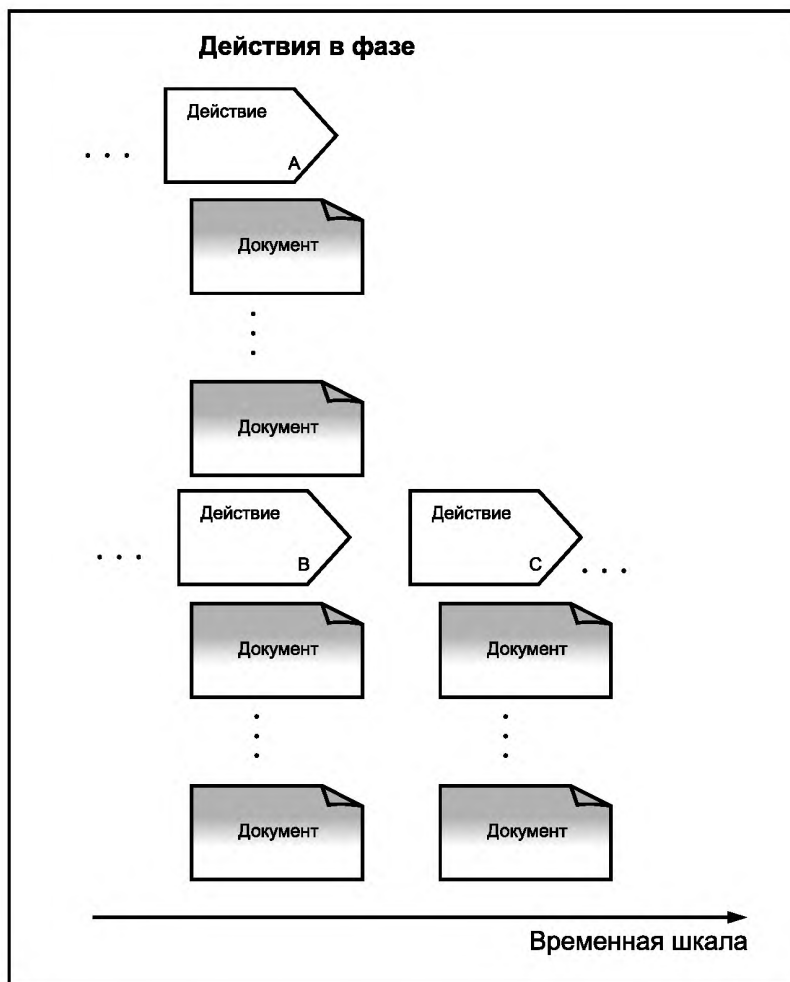 Действия в фазе
Действие
A
. . .
Документ
Документ
Действие
B
Действие
C
. . .
. . .
Документ
Документ
Документ
Документ
Временная шкала